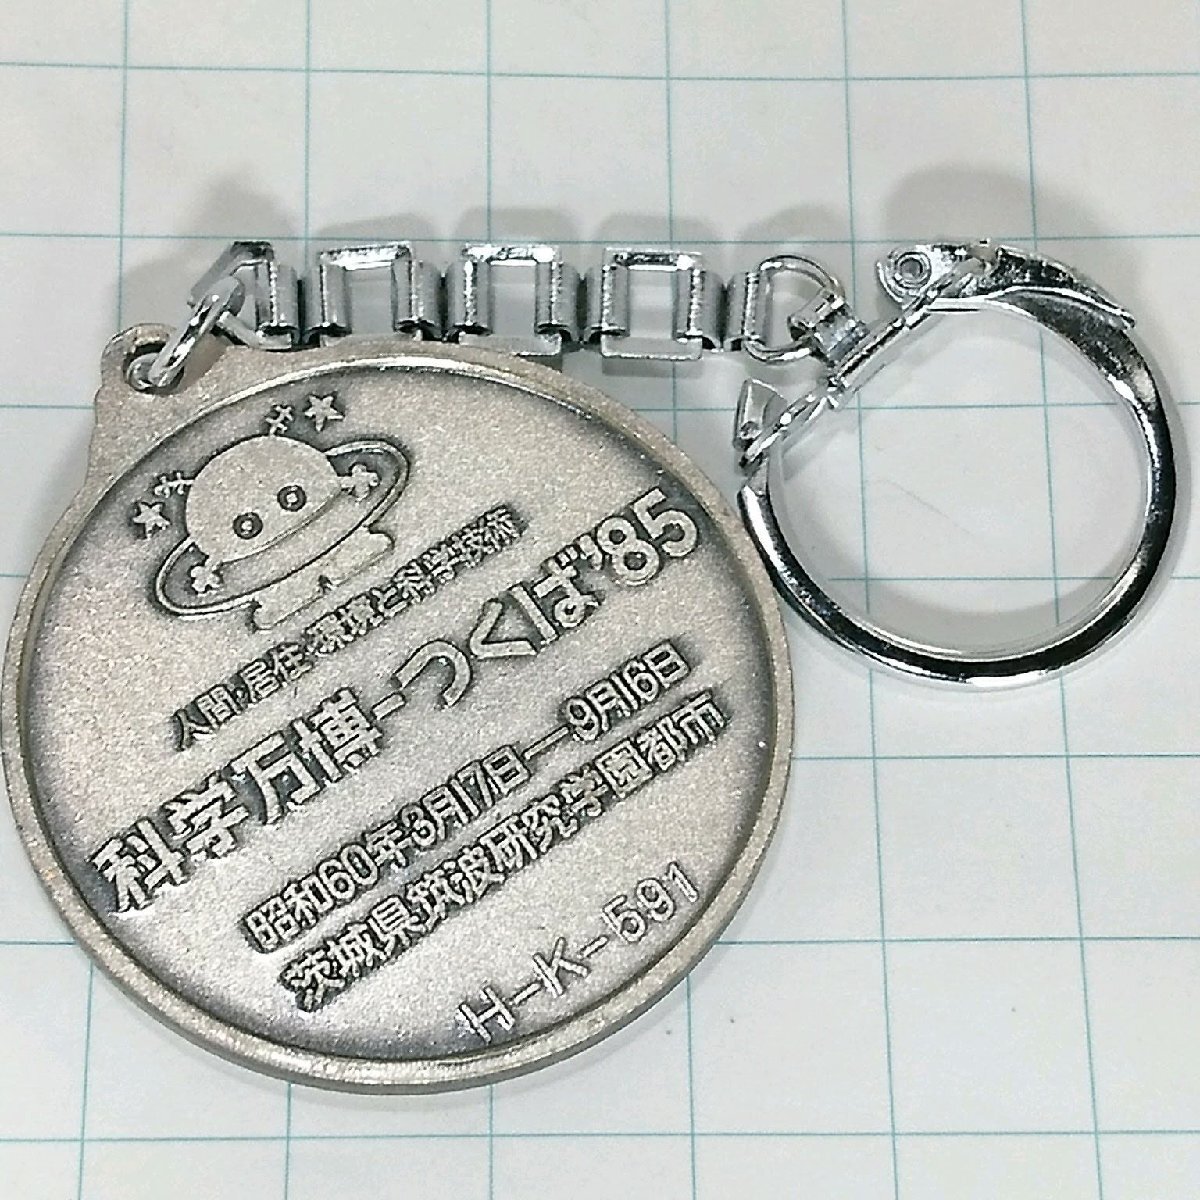 人間・居住・環境と科学技術
科学万博-つくば'85
昭和60年3月17日—9月16日
茨城県筑波研究学園都市
H-K-591